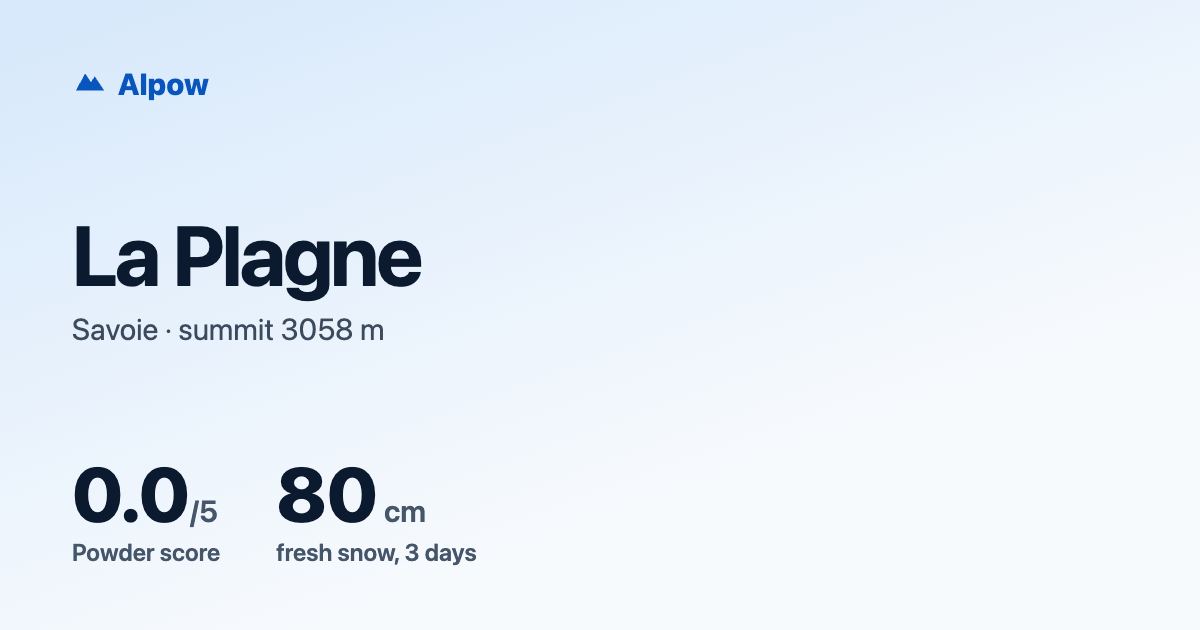 Alpow
La Plagne
Savoie · summit 3058 m
0.0/5 80 cm
Powder score fresh snow, 3 days